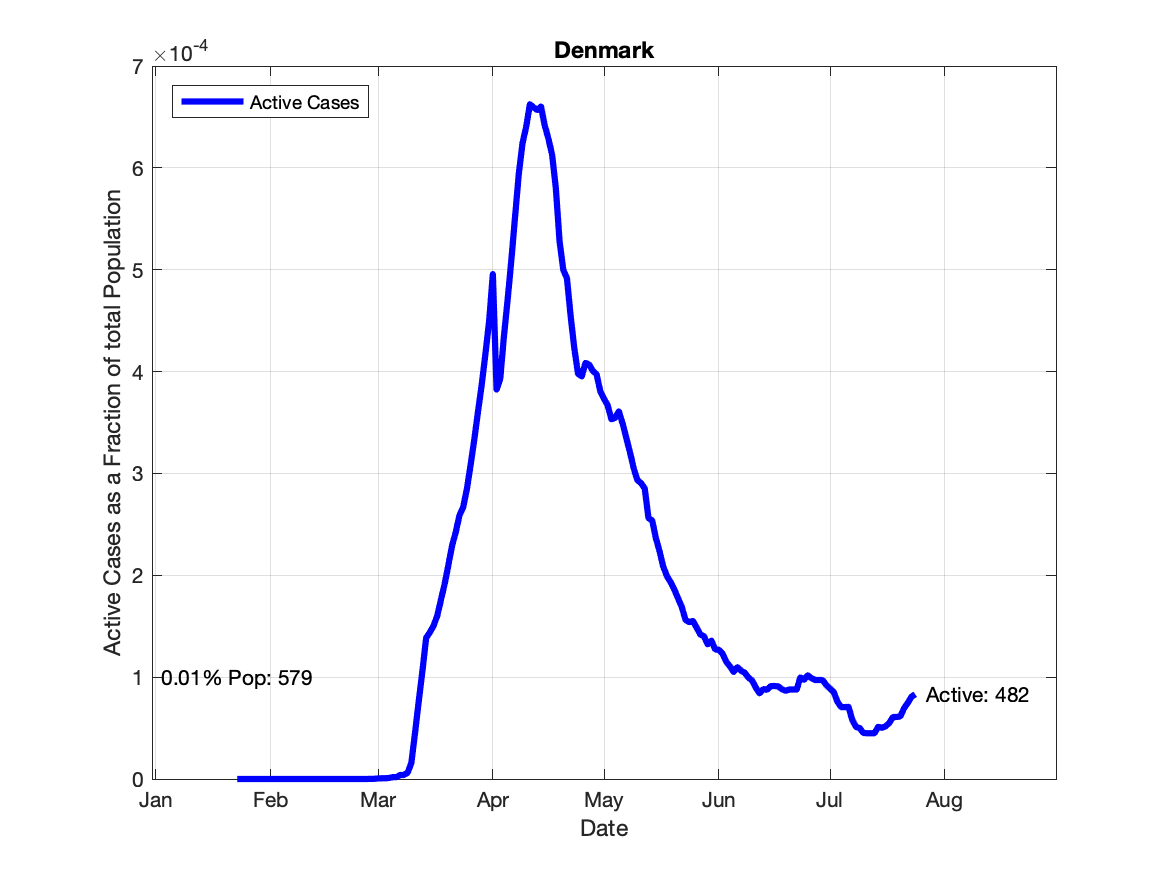 Denmark
×10-4
Active Cases
7
6
5
4
3
2
1
0
Active Cases as a Fraction of total Population
0.01% Pop: 579
Active: 482
Jan Feb Mar Apr May Jun Jul Aug
Date